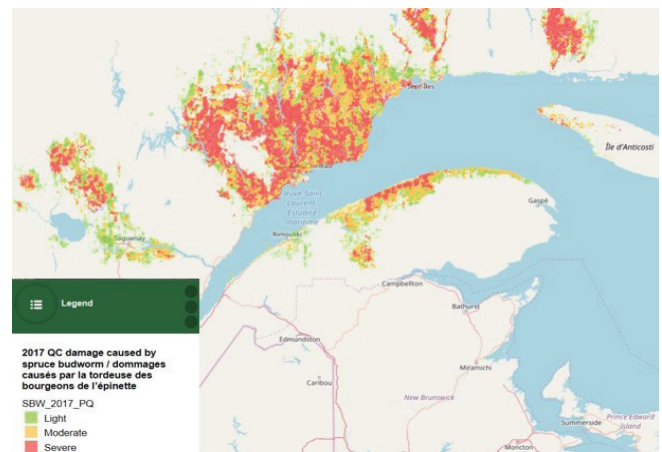 Sept-Îles
Île d'Anticosti
Fleuve Saint
Laurent
Estuaire
maritime
Gaspé
Rimouski
Saguenay
Campbellton
Bathurst
Legend
Edmundston
Miramichi
2017 QC damage caused by
spruce budworm / dommages
causés par la tordeuse des
bourgeons de l'épinette
Caribou
New Brunswick
SBW_2017_PQ
Light
Moderate
Severe
Summerside
Prince Edward
Island
Moncton